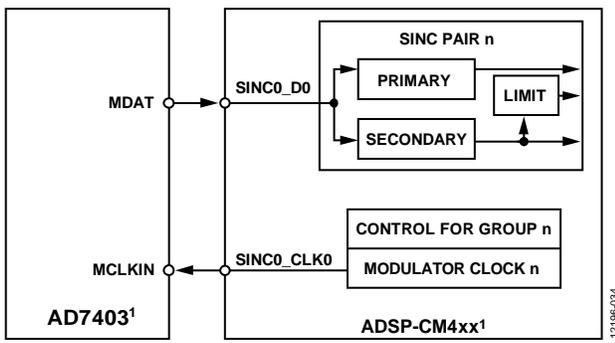 SINC PAIR n
SINC0_D0
PRIMARY
MDAT
LIMIT
SECONDARY
CONTROL FOR GROUP n
SINC0_CLK0
MCLKIN
MODULATOR CLOCK n
AD7403¹
ADSP-CM4xx¹
12196-034